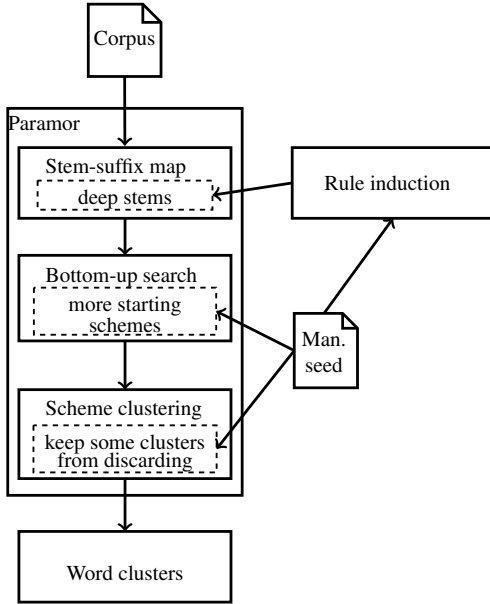 Corpus
Paramor
Stem-suffix map
deep stems
Rule induction
Bottom-up search
more starting
schemes
Man.
seed
Scheme clustering
keep some clusters
from discarding
Word clusters